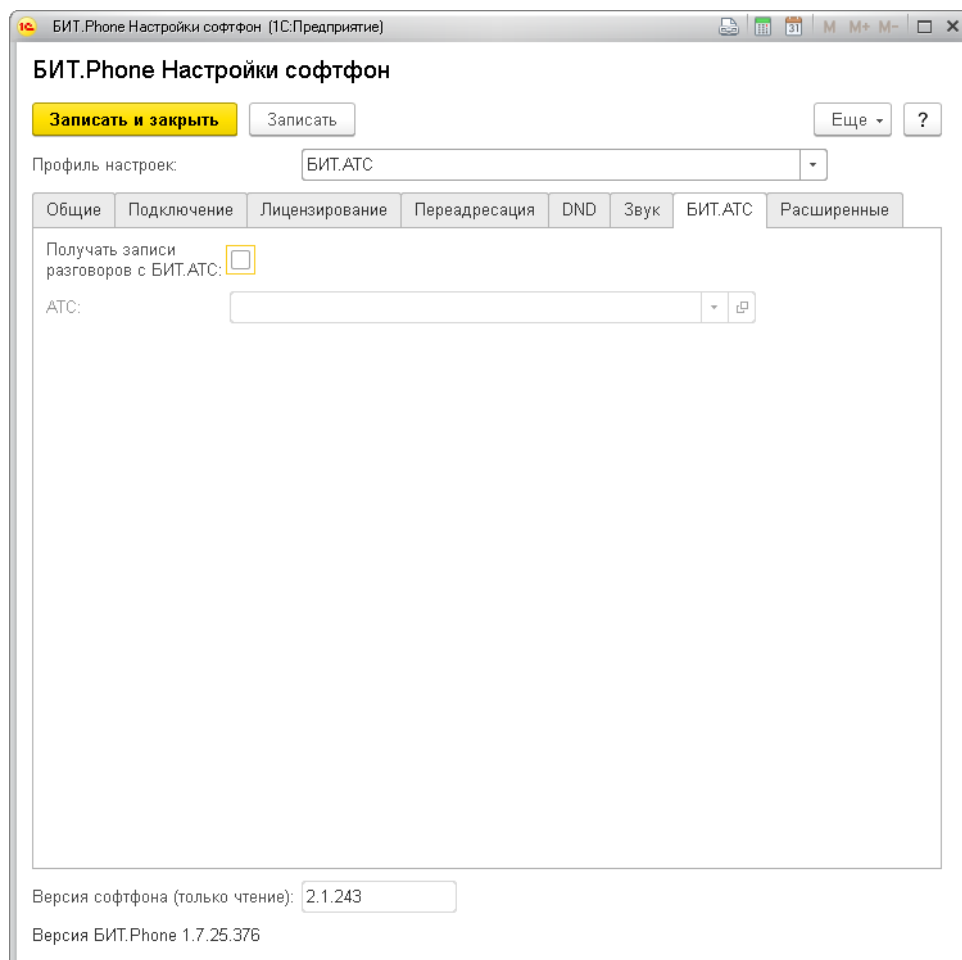 БИТ.Phone Настройки софтфон (1С:Предприятие)
31 M M+ M-
БИТ.Phone Настройки софтфон
Записать и закрыть Записать Еще ?
Профиль настроек: БИТ.АТС
Общие Подключение Лицензирование Переадресация DND Звук БИТ.АТС Расширенные
Получать записи
разговоров с БИТ.АТС:
АТС:
Версия софтфона (только чтение): 2.1.243
Версия БИТ.Phone 1.7.25.376